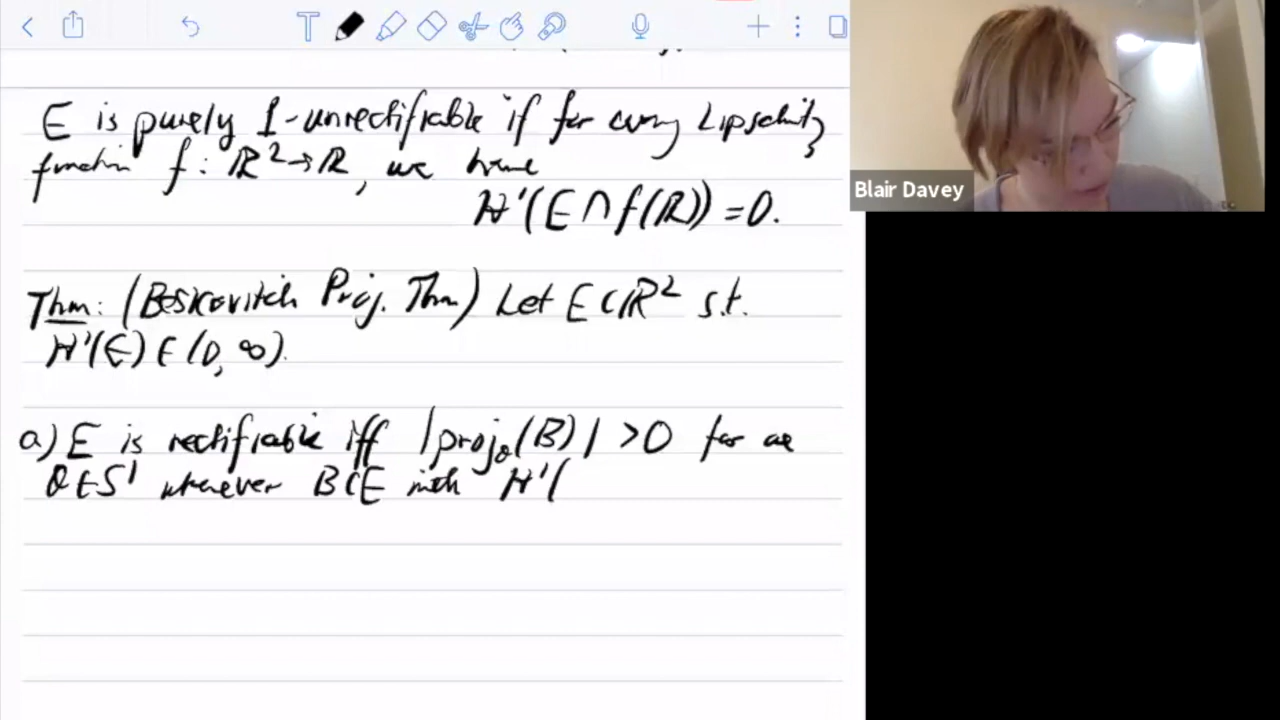 E is purely 1-unrectifiable if for every Lipschitz
function f: ℝ²→ℝ, we have
H¹(E∩f(ℝ))=0.
Thm: (Besicovitch Proj. Thm) Let E⊂ℝ² s.t.
H¹(E)∈(0,∞).
a) E is rectifiable iff |projθ(B)|>0 for ae
θ∈S¹ whenever B⊂E with H¹(
Blair Davey